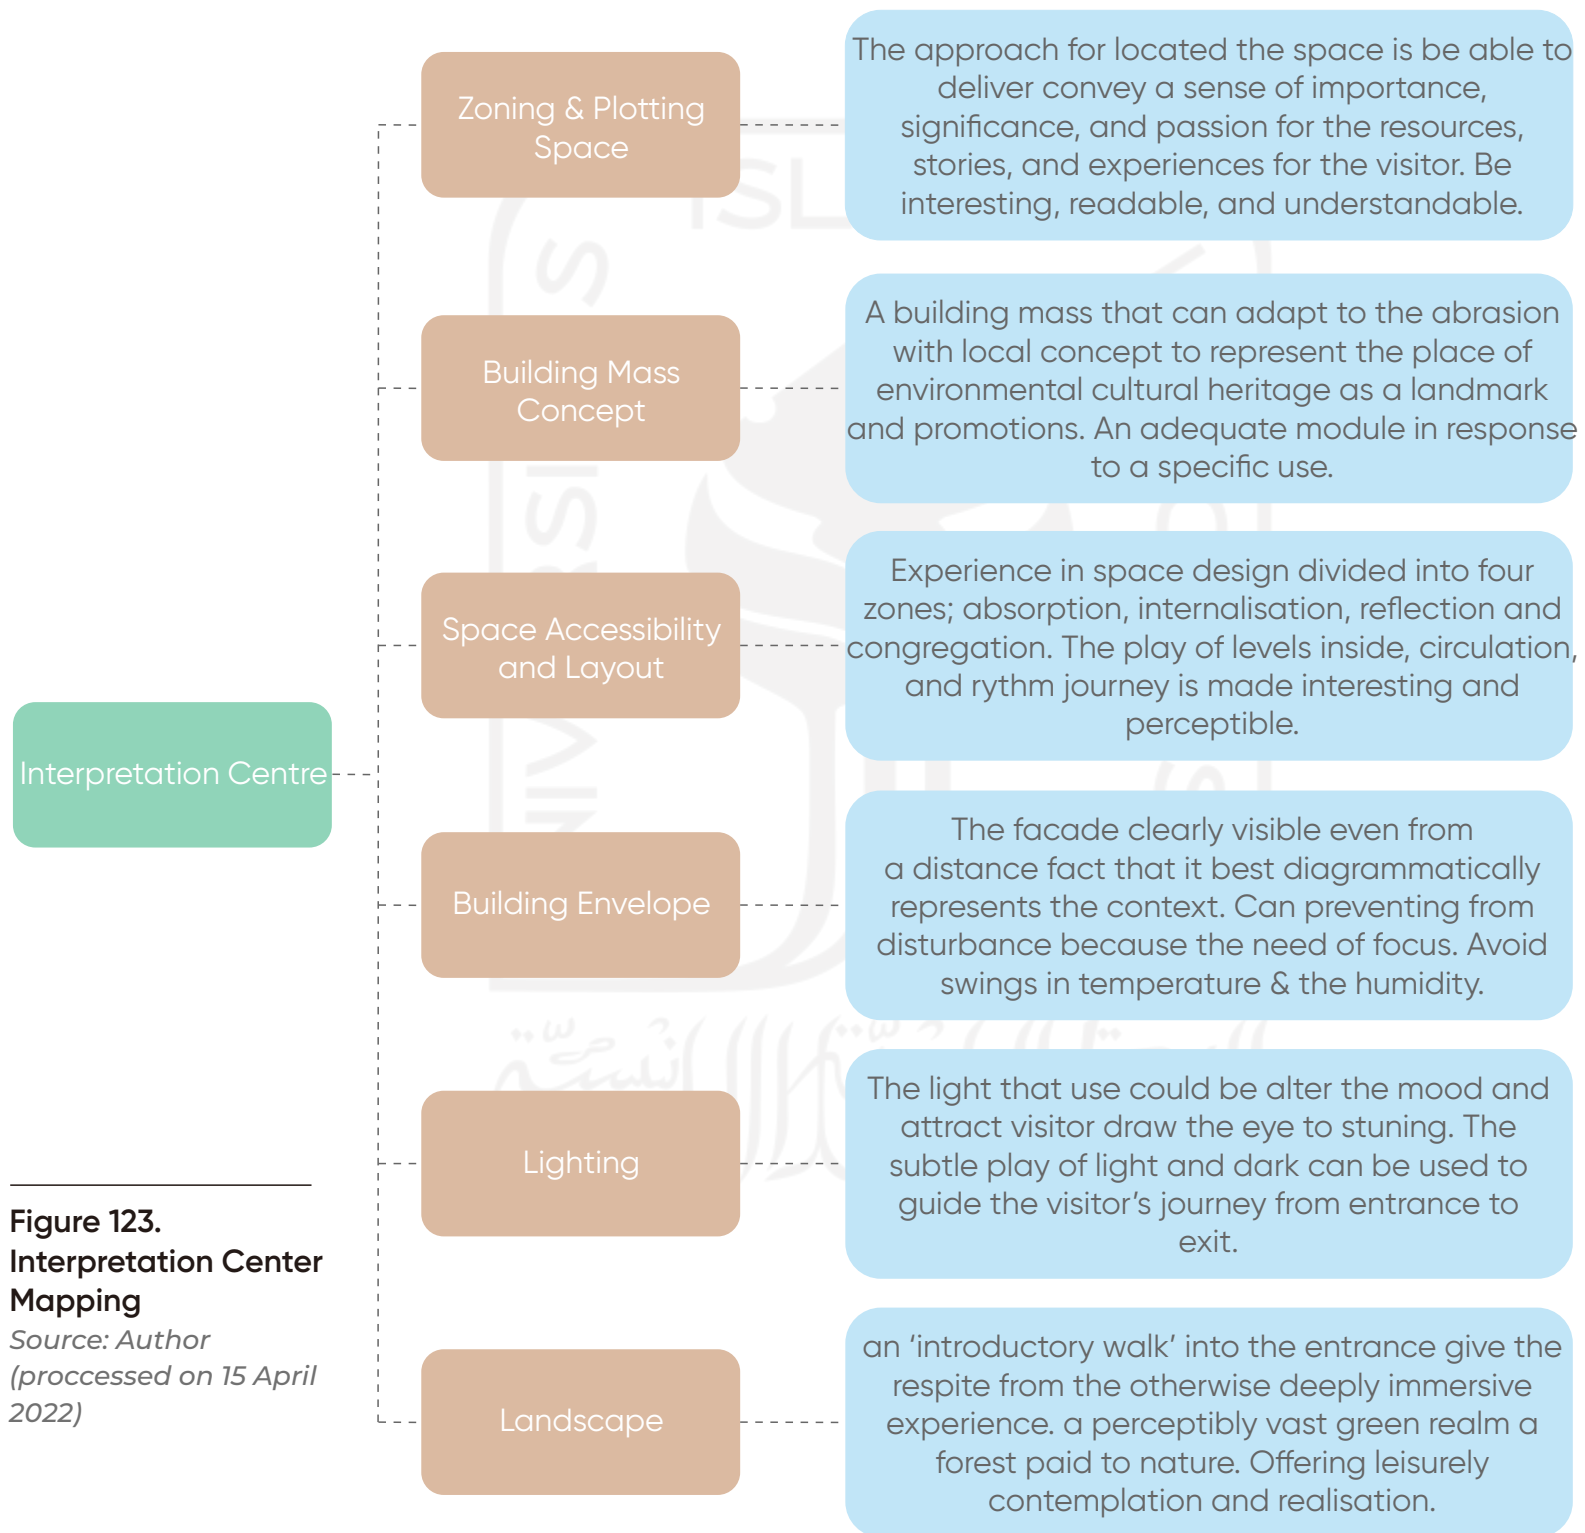 Interpretation Centre
Zoning & Plotting
Space
The approach for located the space is be able to
deliver convey a sense of importance,
significance, and passion for the resources,
stories, and experiences for the visitor. Be
interesting, readable, and understandable.
Building Mass
Concept
A building mass that can adapt to the abrasion
with local concept to represent the place of
environmental cultural heritage as a landmark
and promotions. An adequate module in response
to a specific use.
Space Accessibility
and Layout
Experience in space design divided into four
zones; absorption, internalisation, reflection and
congregation. The play of levels inside, circulation,
and rythm journey is made interesting and
perceptible.
Building Envelope
The facade clearly visible even from
a distance fact that it best diagrammatically
represents the context. Can preventing from
disturbance because the need of focus. Avoid
swings in temperature & the humidity.
Lighting
The light that use could be alter the mood and
attract visitor draw the eye to stuning. The
subtle play of light and dark can be used to
guide the visitor’s journey from entrance to
exit.
Landscape
an ‘introductory walk’ into the entrance give the
respite from the otherwise deeply immersive
experience. a perceptibly vast green realm a
forest paid to nature. Offering leisurely
contemplation and realisation.
Figure 123.
Interpretation Center
Mapping
Source: Author
(proccessed on 15 April
2022)